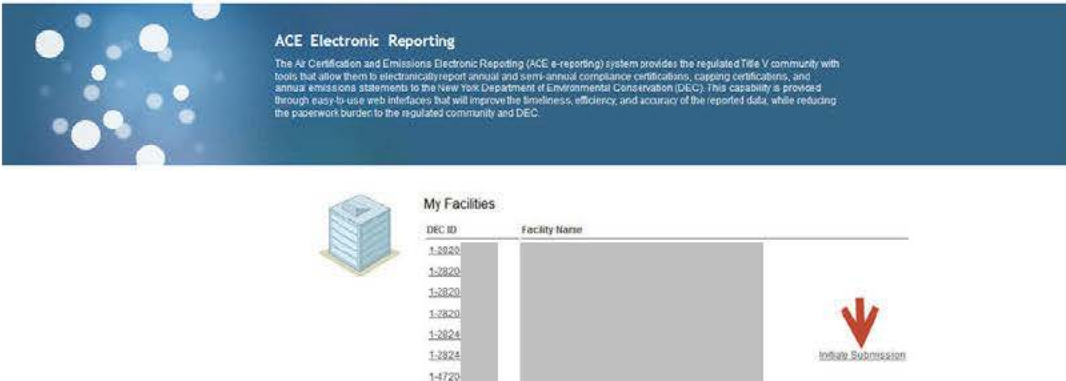 ACE Electronic Reporting
The Air Certification and Emissions Electronic Reporting (ACE e-reporting) system provides the regulated Title V community with
tools that allow them to electronically report annual and semi-annual compliance certifications, capping certifications, and
annual emissions statements to the New York Department of Environmental Conservation (DEC). This capability is provided
through easy-to-use web interfaces that will improve the timeliness, efficiency, and accuracy of the reported data, while reducing
the paperwork burden to the regulated community and DEC.
My Facilities
DEC ID Facility Name
1-2820-
1-2820-
1-2820-
1-2820-
1-2824-
1-2824- Initiate Submission
1-4720-